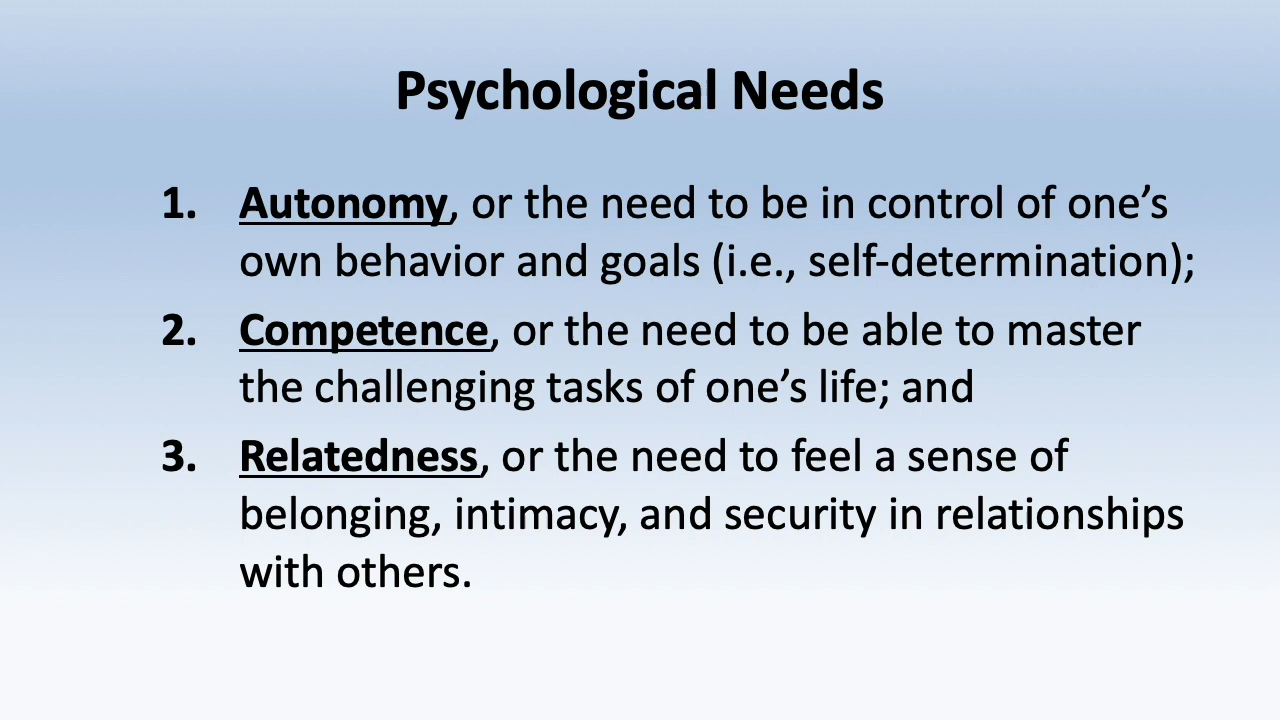 Psychological Needs
1. Autonomy, or the need to be in control of one’s
own behavior and goals (i.e., self-determination);
2. Competence, or the need to be able to master
the challenging tasks of one’s life; and
3. Relatedness, or the need to feel a sense of
belonging, intimacy, and security in relationships
with others.